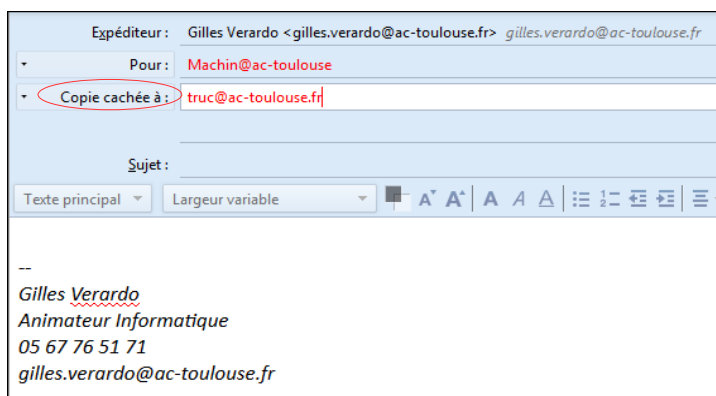 Expéditeur : Gilles Verardo <gilles.verardo@ac-toulouse.fr> gilles.verardo@ac-toulouse.fr
Pour : Machin@ac-toulouse
Copie cachée à : truc@ac-toulouse.fr
Sujet :
Texte principal Largeur variable
--
Gilles Verardo
Animateur Informatique
05 67 76 51 71
gilles.verardo@ac-toulouse.fr